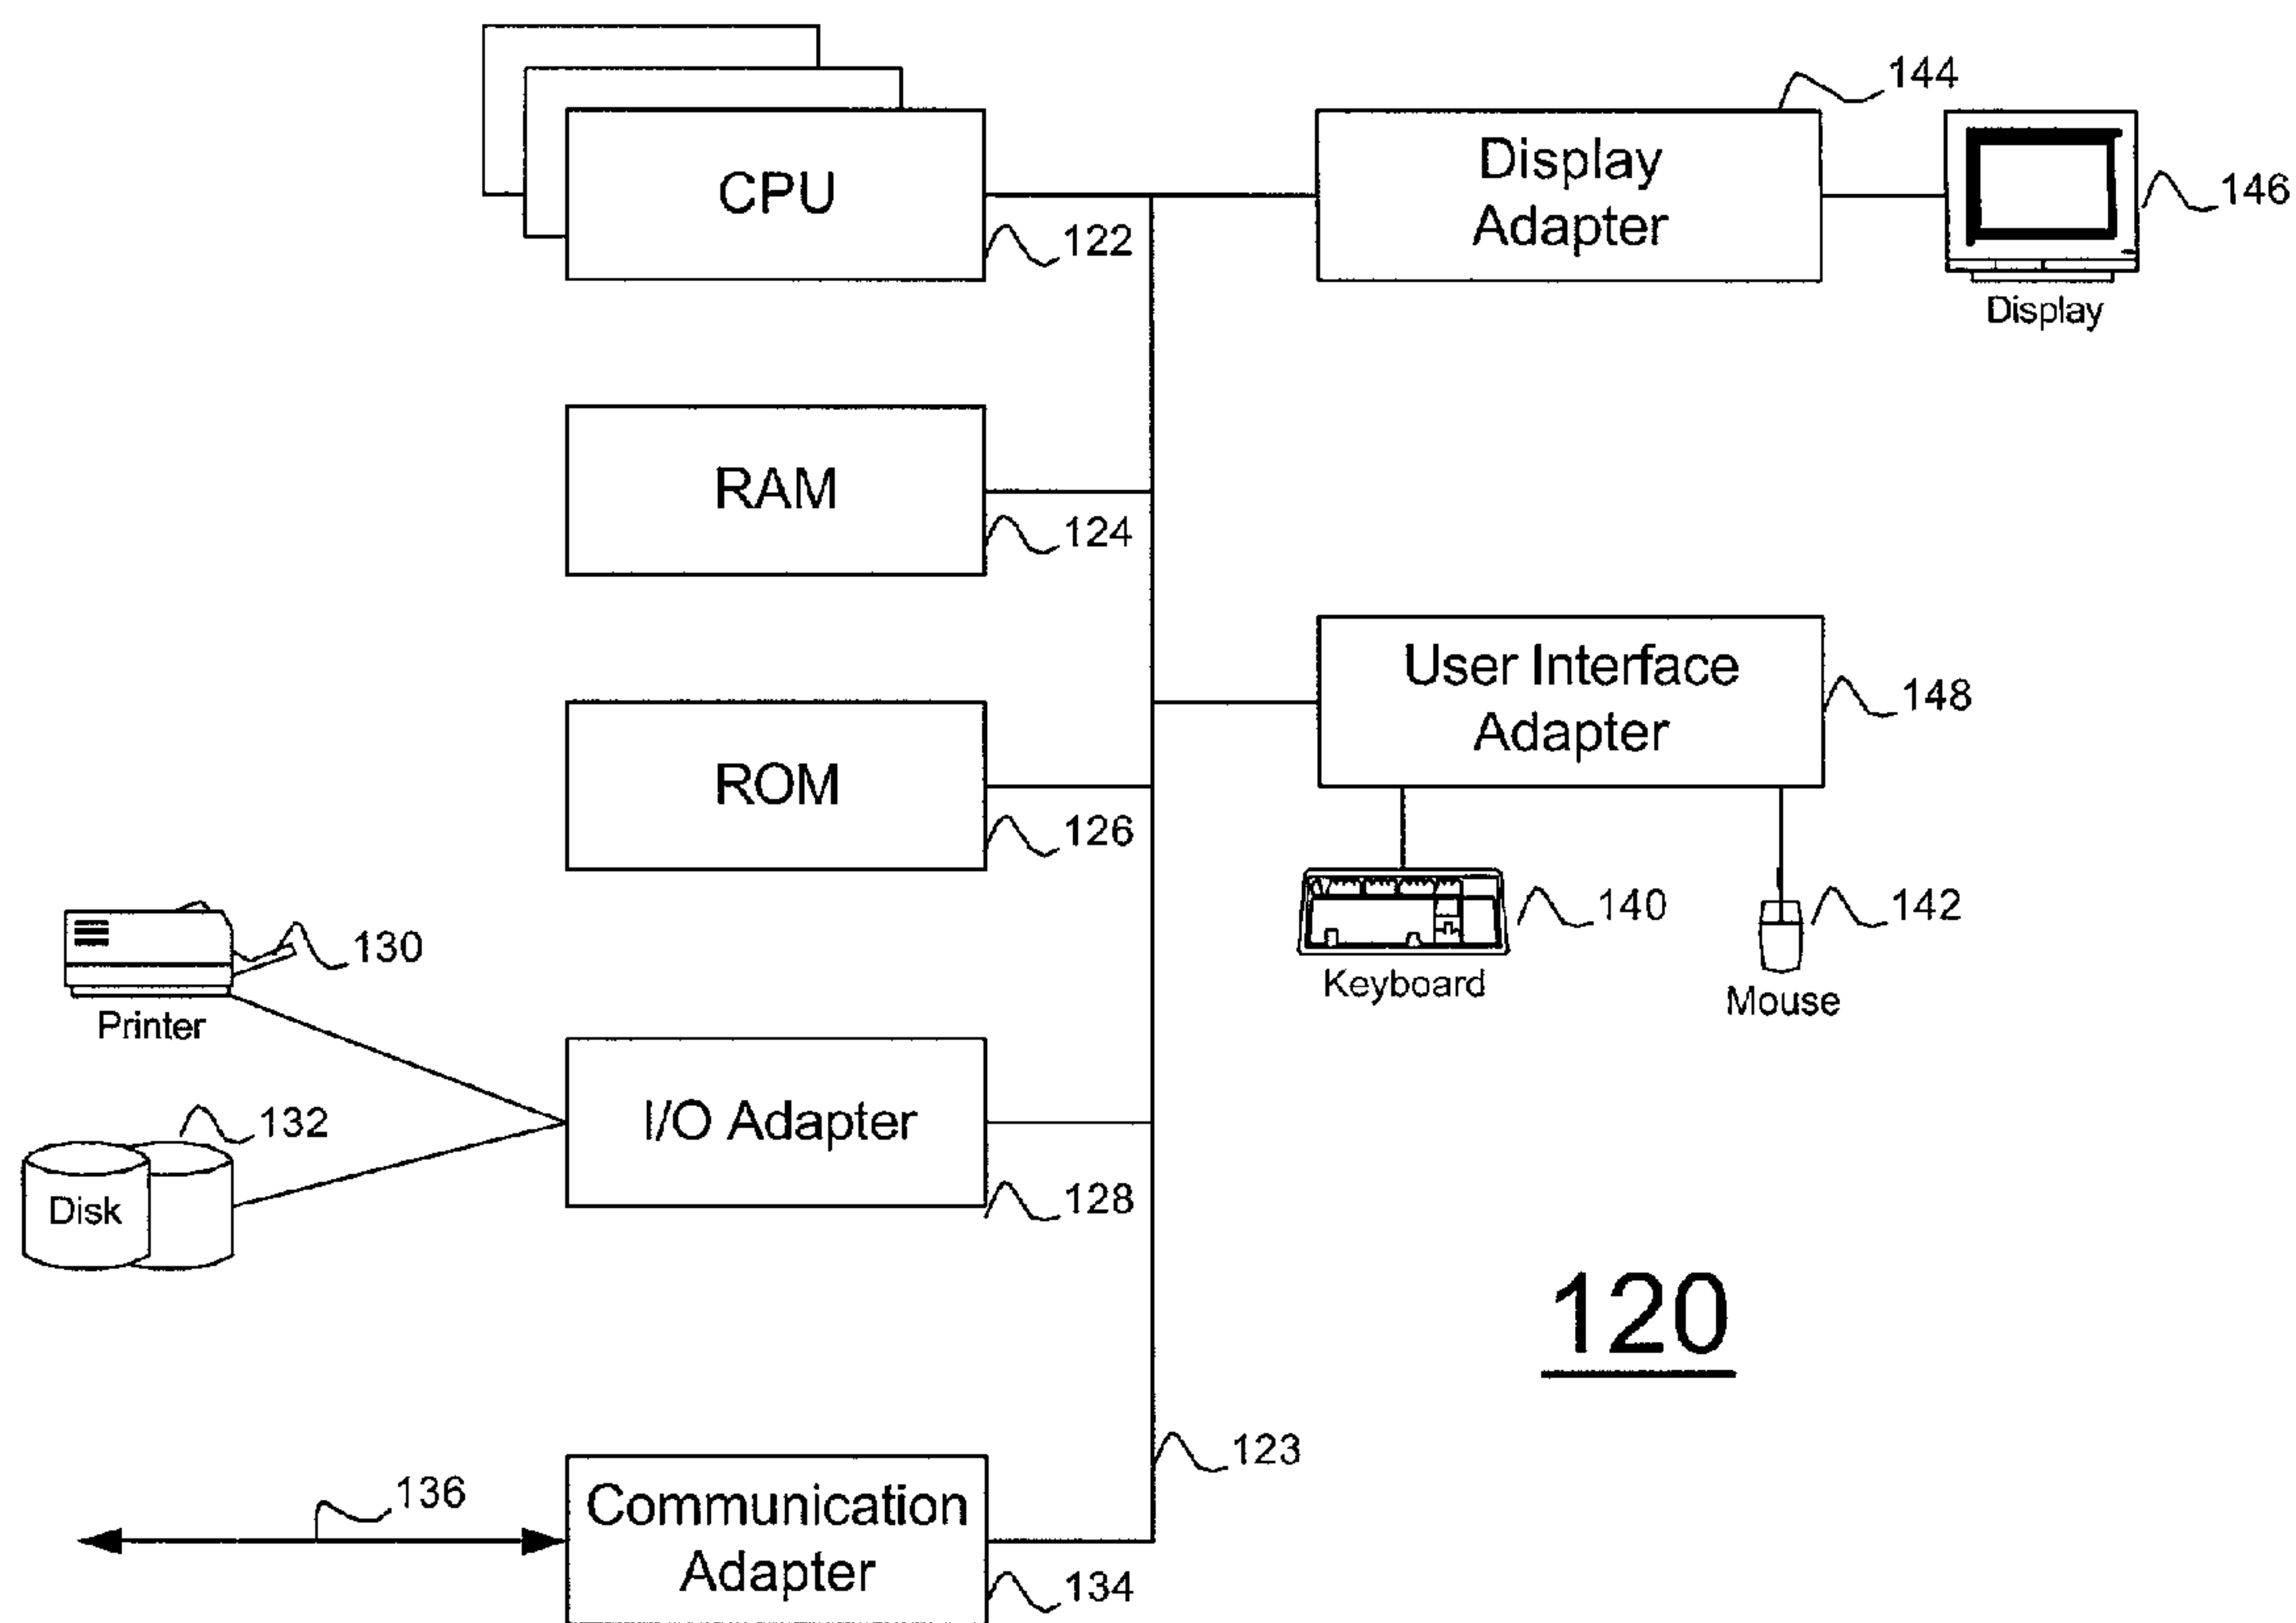 144
CPU
Display
Adapter
146
122
Display
RAM
124
User Interface
Adapter
148
ROM
126
130
140
142
Keyboard
Mouse
Printer
132
I/O Adapter
Disk
128
120
123
136
Communication
Adapter
134